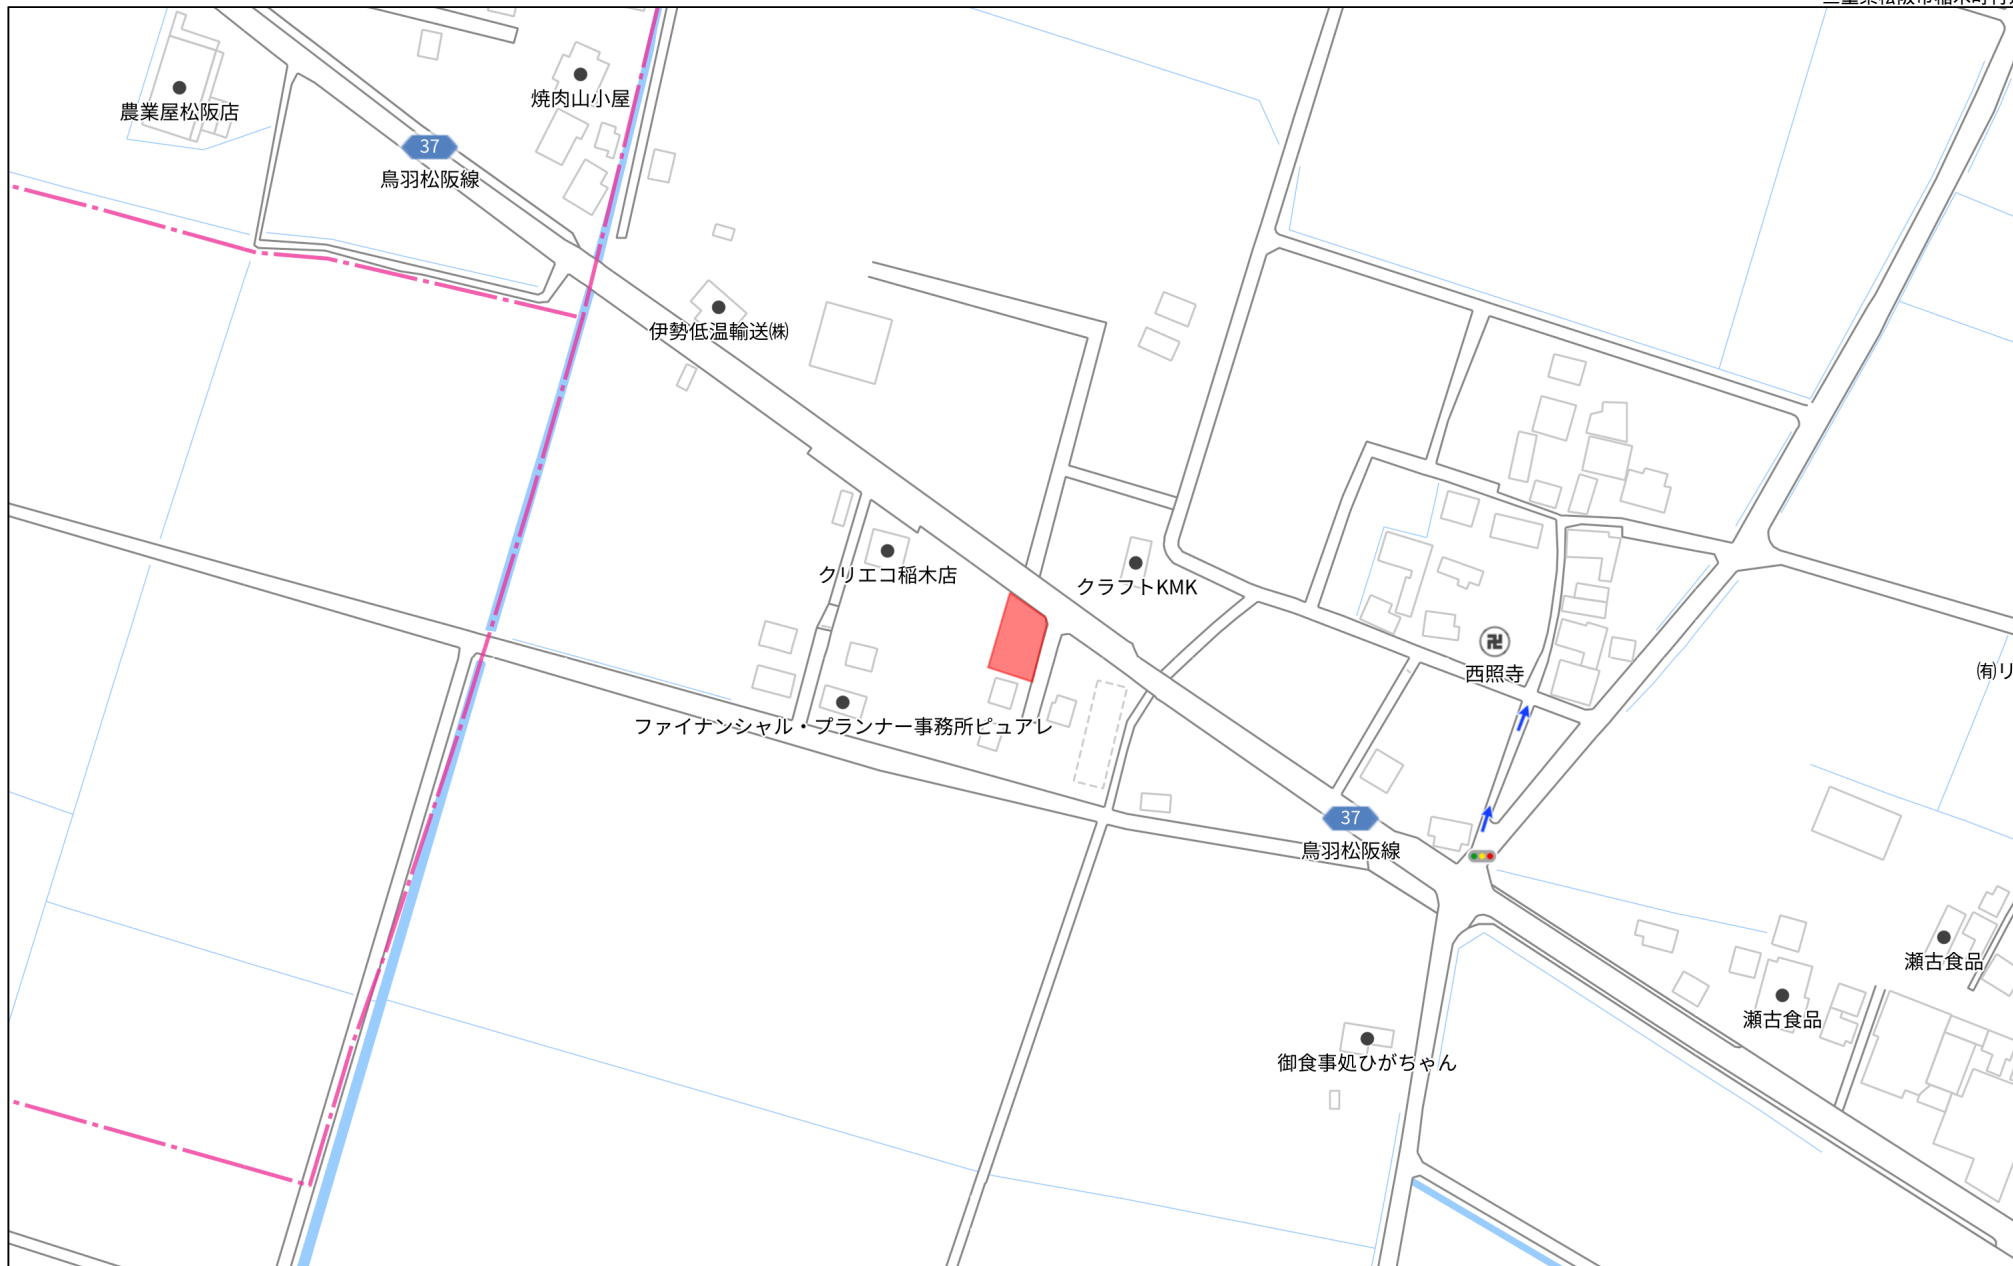 農業屋松阪店
焼肉山小屋
37
鳥羽松阪線
伊勢低温輸送㈱
クリエコ稲木店
クラフトKMK
西照寺
㈲リ
ファイナンシャル・プランナー事務所ピュアレ
37
鳥羽松阪線
瀬古食品
瀬古食品
御食事処ひがちゃん